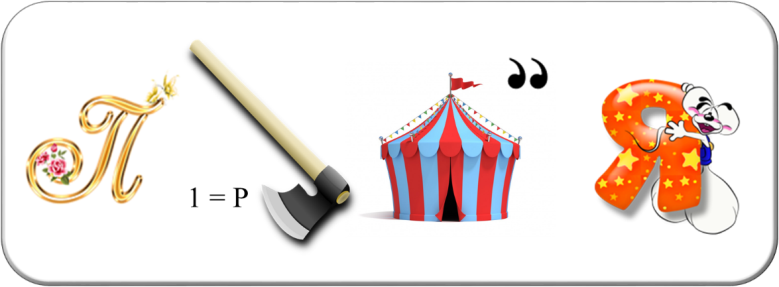 П 1 = Р ,, Я